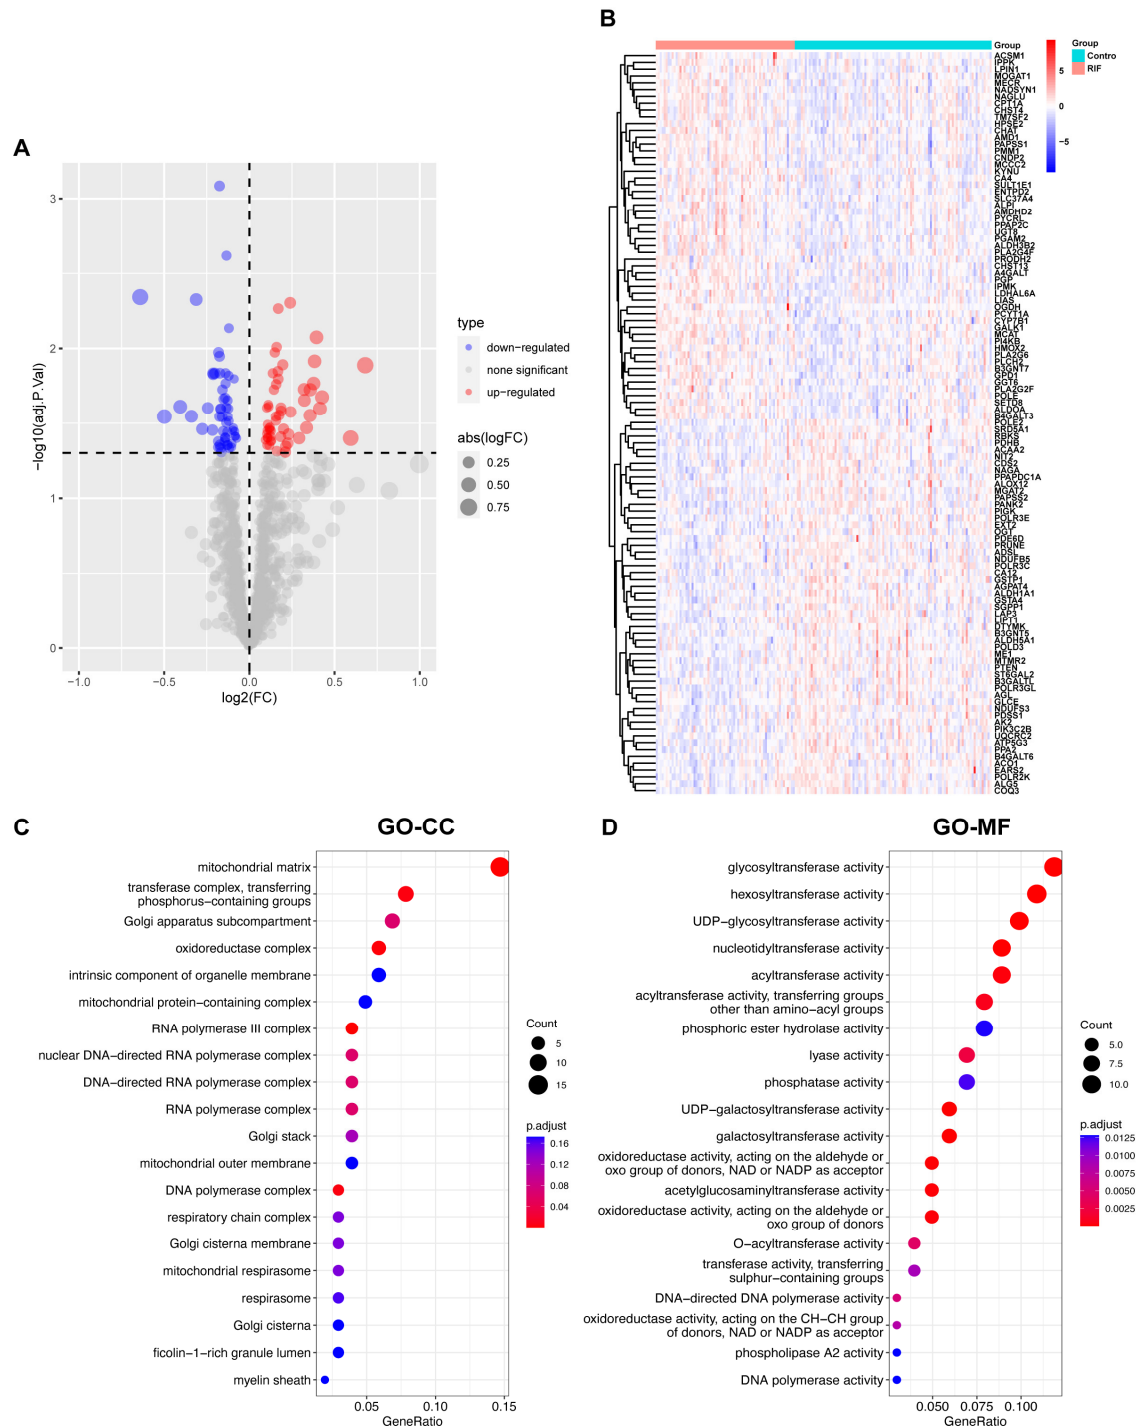 A
3
2
1
0
−log10(adj.P.Val)
−1.0
−0.5
0.0
0.5
1.0
log2(FC)
type
down−regulated
none significant
up−regulated
abs(logFC)
0.25
0.50
0.75
B
Group
ACSM1
IPPK
LPIN1
MOGAT1
MECR
NADSYN1
NAGLU
CPT1A
CHST4
TM7SF2
HPSE2
CHAT
AMD1
PAPSS1
PMM1
CNDP2
MCCC2
KYNU
CA4
SULT1E1
ENTPD2
SLC37A4
ALPI
AMDHD2
PYCRL
PPAP2C
UGT8
PGAM2
ALDH3B2
PLA2G4F
PRODH2
CHST13
A4GALT
PGP
IPMK
LDHAL6A
LIAS
OGDH
PCYT1A
CYP7B1
GALK1
MCAT
PI4KB
HMOX2
PLA2G6
PLCH2
B3GNT7
GPD1
GGT6
PLA2G2F
POLE
SETD8
ALDOA
B4GALT3
POLE2
SRD5A1
RBKS
PDHB
ACAA2
NIT2
CDS2
NAGA
PPAPDC1A
ALOX12
MGAT2
PAPSS2
PANK2
PIGK
POLR3E
EXT2
OGT
PDE6D
PRUNE
ADSL
NDUFB5
POLR3C
CA12
GSTP1
AGPAT4
ALDH1A1
GSTA4
SGPP1
LAP3
LIPT1
DTYMK
B3GNT5
ALDH5A1
POLD3
ME1
MTMR2
PTEN
ST6GAL2
B3GALTL
POLR3GL
AGL
GLCE
NDUFS3
PDSS1
AK2
PIK3C2B
UQCRC2
ATP5G3
PPA2
B4GALT6
ACO1
EARS2
POLR2K
ALG5
COQ3
5
0
−5
Group
Contro
RIF
C
GO-CC
mitochondrial matrix
transferase complex, transferring
phosphorus−containing groups
Golgi apparatus subcompartment
oxidoreductase complex
intrinsic component of organelle membrane
mitochondrial protein−containing complex
RNA polymerase III complex
nuclear DNA−directed RNA polymerase complex
DNA−directed RNA polymerase complex
RNA polymerase complex
Golgi stack
mitochondrial outer membrane
DNA polymerase complex
respiratory chain complex
Golgi cisterna membrane
mitochondrial respirasome
respirasome
Golgi cisterna
ficolin−1−rich granule lumen
myelin sheath
0.05
0.10
0.15
GeneRatio
Count
5
10
15
p.adjust
0.16
0.12
0.08
0.04
D
GO-MF
glycosyltransferase activity
hexosyltransferase activity
UDP−glycosyltransferase activity
nucleotidyltransferase activity
acyltransferase activity
acyltransferase activity, transferring groups
other than amino−acyl groups
phosphoric ester hydrolase activity
lyase activity
phosphatase activity
UDP−galactosyltransferase activity
galactosyltransferase activity
oxidoreductase activity, acting on the aldehyde or
oxo group of donors, NAD or NADP as acceptor
acetylglucosaminyltransferase activity
oxidoreductase activity, acting on the aldehyde or
oxo group of donors
O−acyltransferase activity
transferase activity, transferring
sulphur−containing groups
DNA−directed DNA polymerase activity
oxidoreductase activity, acting on the CH−CH group
of donors, NAD or NADP as acceptor
phospholipase A2 activity
DNA polymerase activity
0.050
0.075
0.100
GeneRatio
Count
5.0
7.5
10.0
p.adjust
0.0125
0.0100
0.0075
0.0050
0.0025